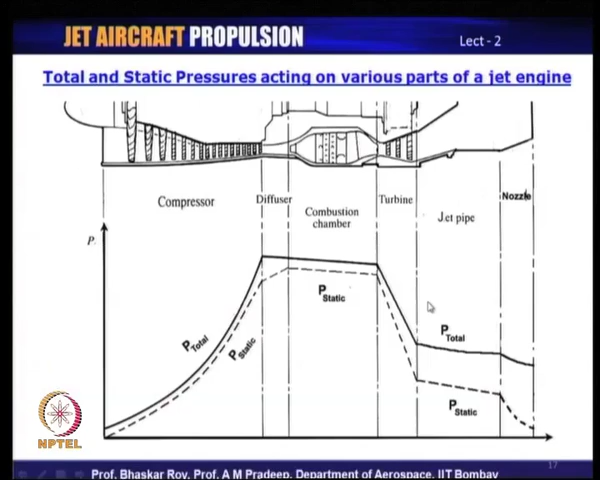 JET AIRCRAFT PROPULSION
Lect - 2
Total and Static Pressures acting on various parts of a jet engine
Compressor
Diffuser
Combustion
chamber
Turbine
Jet pipe
Nozzle
P
P Total
P Static
P Static
P Total
P Static
NPTEL
17
Prof. Bhaskar Roy, Prof. A M Pradeep, Department of Aerospace, IIT Bombay